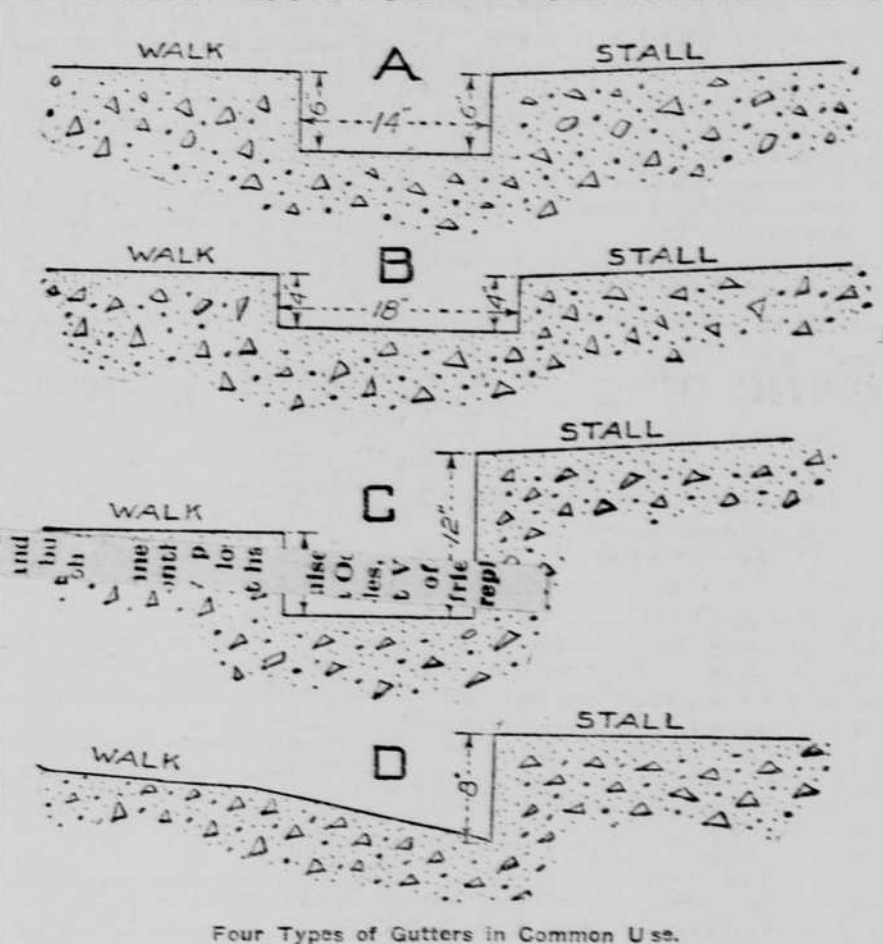 WALK A STALL
6" 14" 6"
WALK B STALL
4" 18" 4"
STALL
C
WALK 12"
STALL
WALK D 8"
Four Types of Gutters in Common Use.